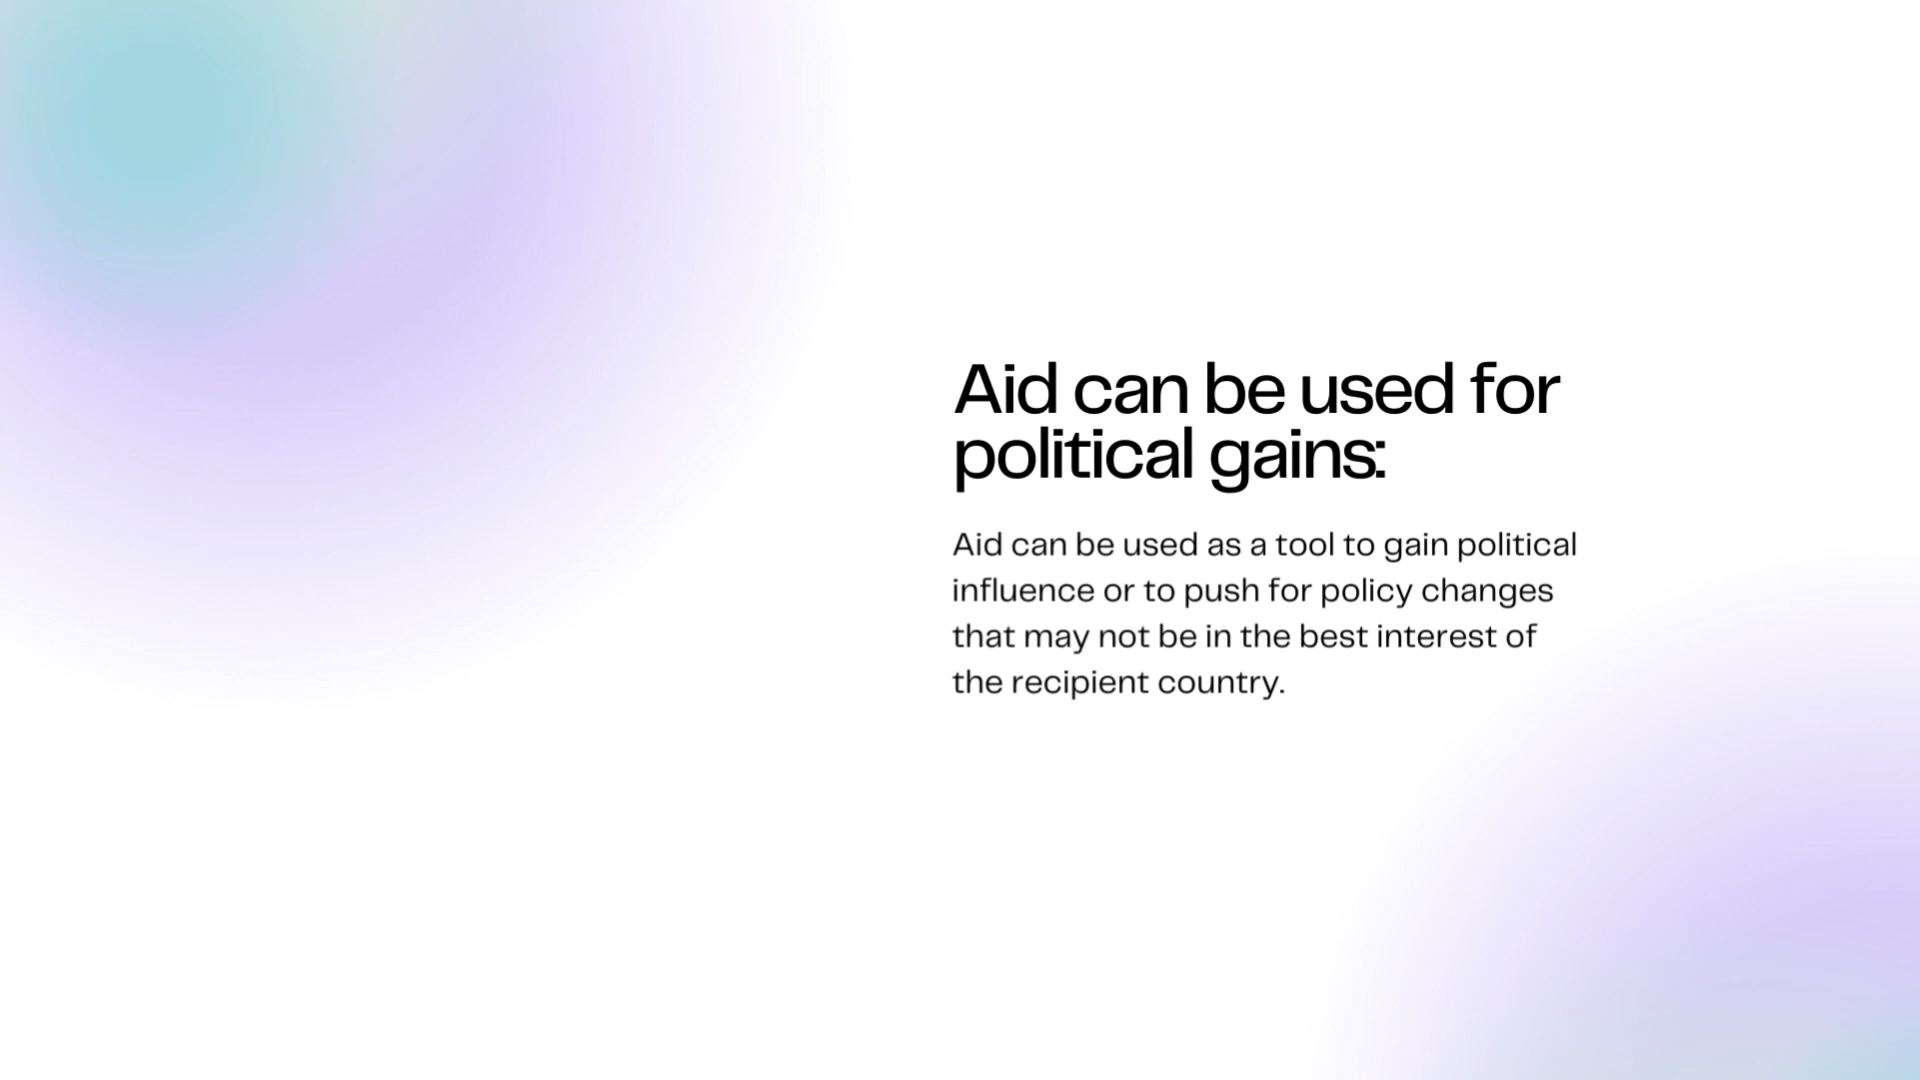 Aid can be used for
political gains:
Aid can be used as a tool to gain political
influence or to push for policy changes
that may not be in the best interest of
the recipient country.